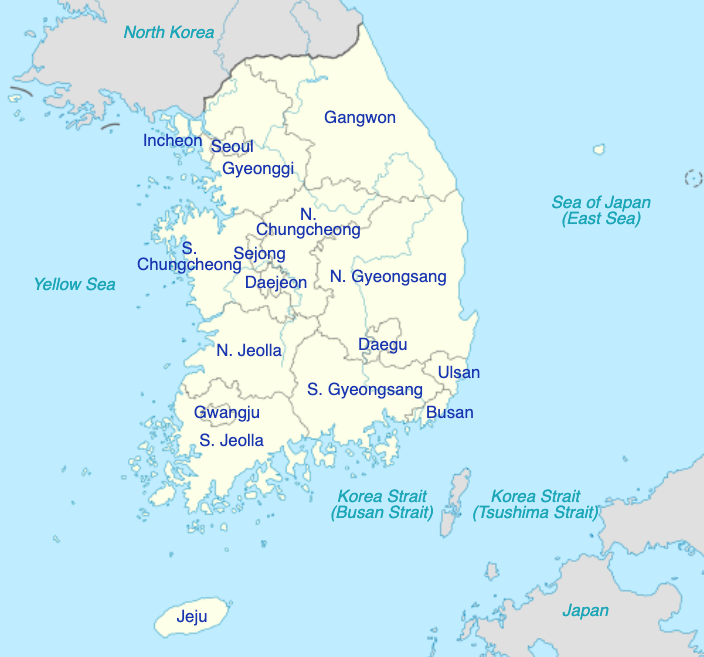 North Korea
Gangwon
Incheon
Seoul
Gyeonggi
Sea of Japan
(East Sea)
N.
Chungcheong
S.
Chungcheong
Sejong
Daejeon
N. Gyeongsang
Yellow Sea
Daegu
N. Jeolla
Ulsan
S. Gyeongsang
Gwangju
Busan
S. Jeolla
Korea Strait
(Busan Strait)
Korea Strait
(Tsushima Strait)
Jeju
Japan